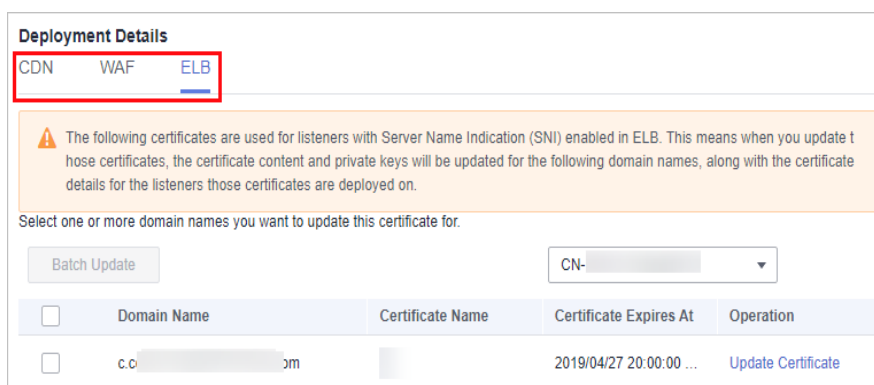 Deployment Details
CDN WAF ELB
The following certificates are used for listeners with Server Name Indication (SNI) enabled in ELB. This means when you update t
hose certificates, the certificate content and private keys will be updated for the following domain names, along with the certificate
details for the listeners those certificates are deployed on.
Select one or more domain names you want to update this certificate for.
Batch Update CN-
Domain Name Certificate Name Certificate Expires At Operation
2019/04/27 20:00:00 ... Update Certificate